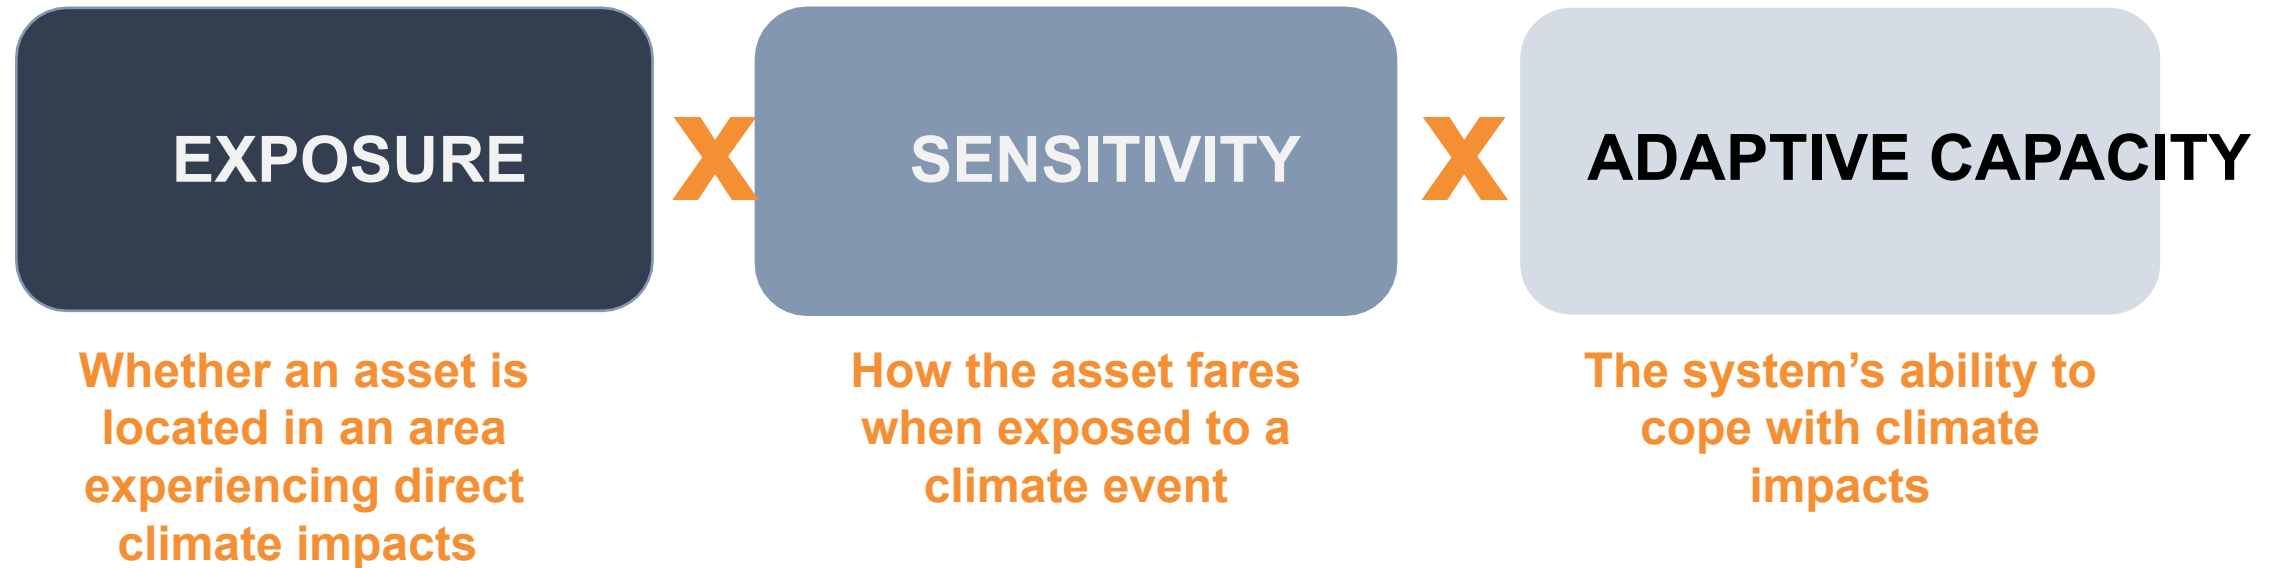 EXPOSURE
X
SENSITIVITY
X
ADAPTIVE CAPACITY
Whether an asset is
located in an area
experiencing direct
climate impacts
How the asset fares
when exposed to a
climate event
The system’s ability to
cope with climate
impacts